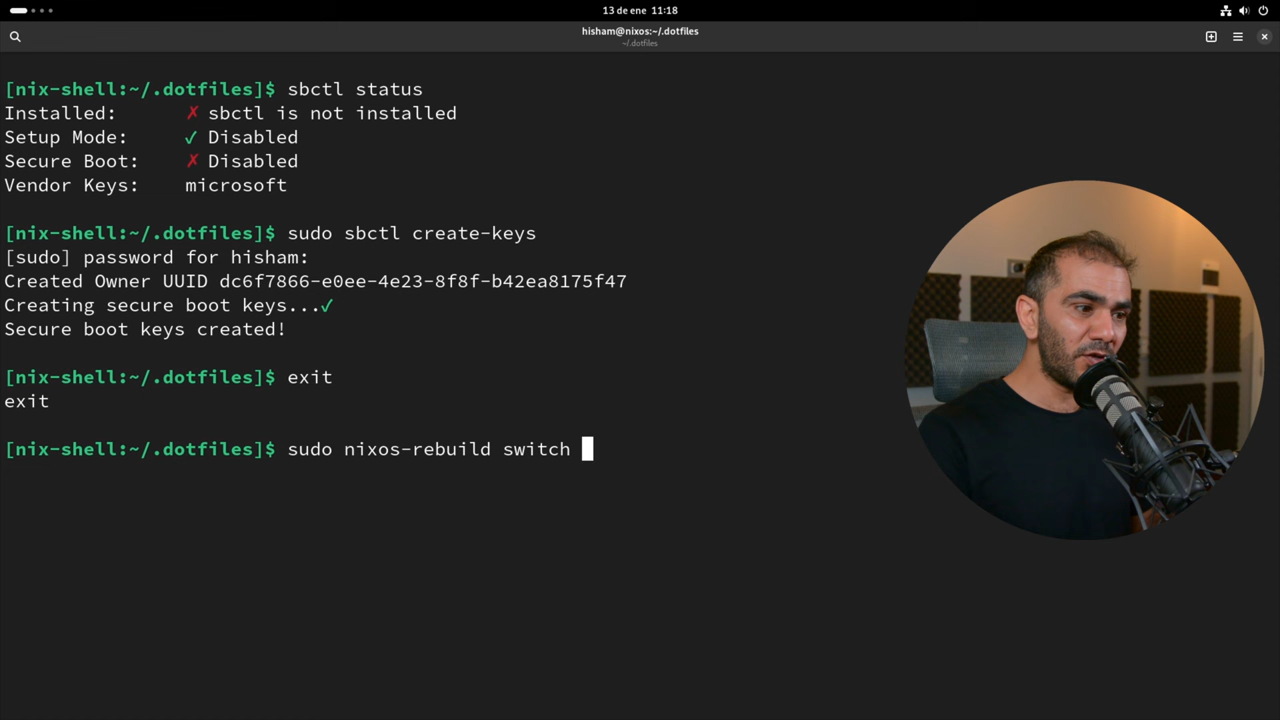 13 de ene 11:18
hisham@nixos:~/.dotfiles
~/.dotfiles
[nix-shell:~/.dotfiles]$ sbctl status
Installed: ✗ sbctl is not installed
Setup Mode: ✓ Disabled
Secure Boot: ✗ Disabled
Vendor Keys: microsoft
[nix-shell:~/.dotfiles]$ sudo sbctl create-keys
[sudo] password for hisham:
Created Owner UUID dc6f7866-e0ee-4e23-8f8f-b42ea8175f47
Creating secure boot keys...✓
Secure boot keys created!
[nix-shell:~/.dotfiles]$ exit
exit
[nix-shell:~/.dotfiles]$ sudo nixos-rebuild switch